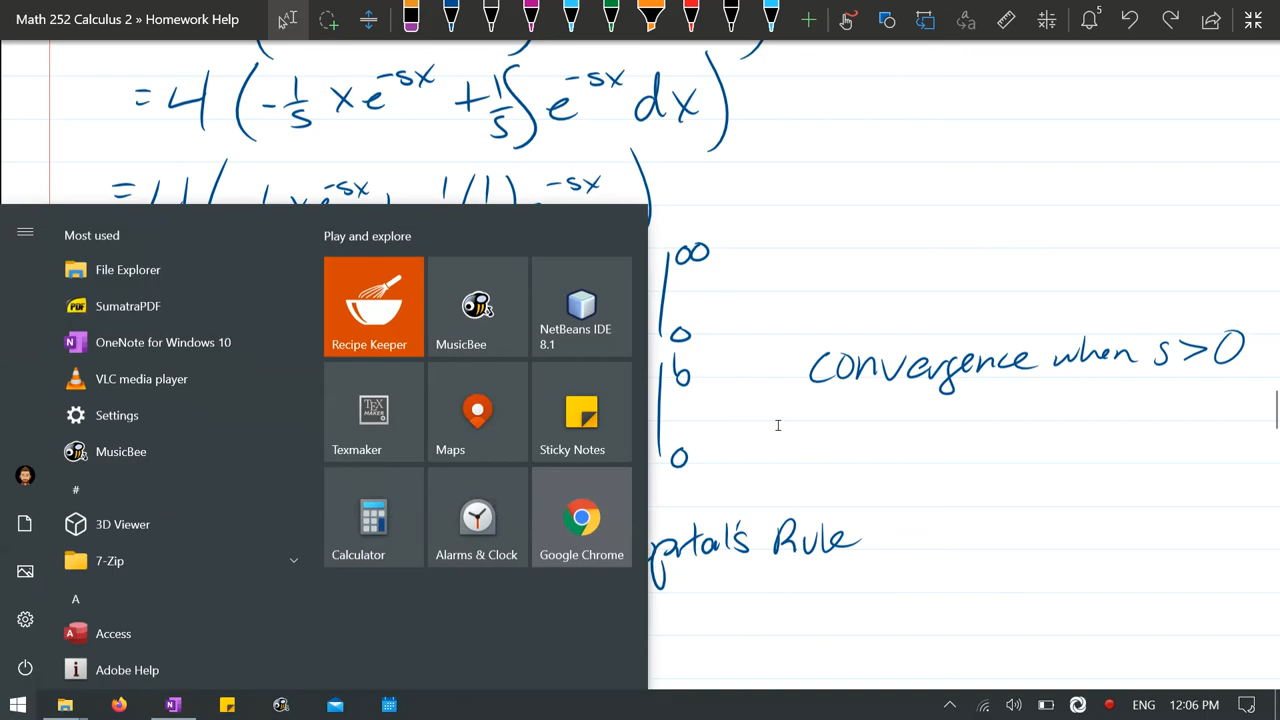 Math 252 Calculus 2 » Homework Help
5
= 4 ( -1/s xe^-sx + 1/s ∫ e^-sx dx )
∞
0
b
0
convergence when s > 0
Rule
Most used
File Explorer
SumatraPDF
OneNote for Windows 10
VLC media player
Settings
MusicBee
#
3D Viewer
7-Zip
A
Access
Adobe Help
Play and explore
Recipe Keeper
MusicBee
NetBeans IDE
8.1
TEX
MAKER
Texmaker
Maps
Sticky Notes
Calculator
Alarms & Clock
Google Chrome
ENG
12:06 PM